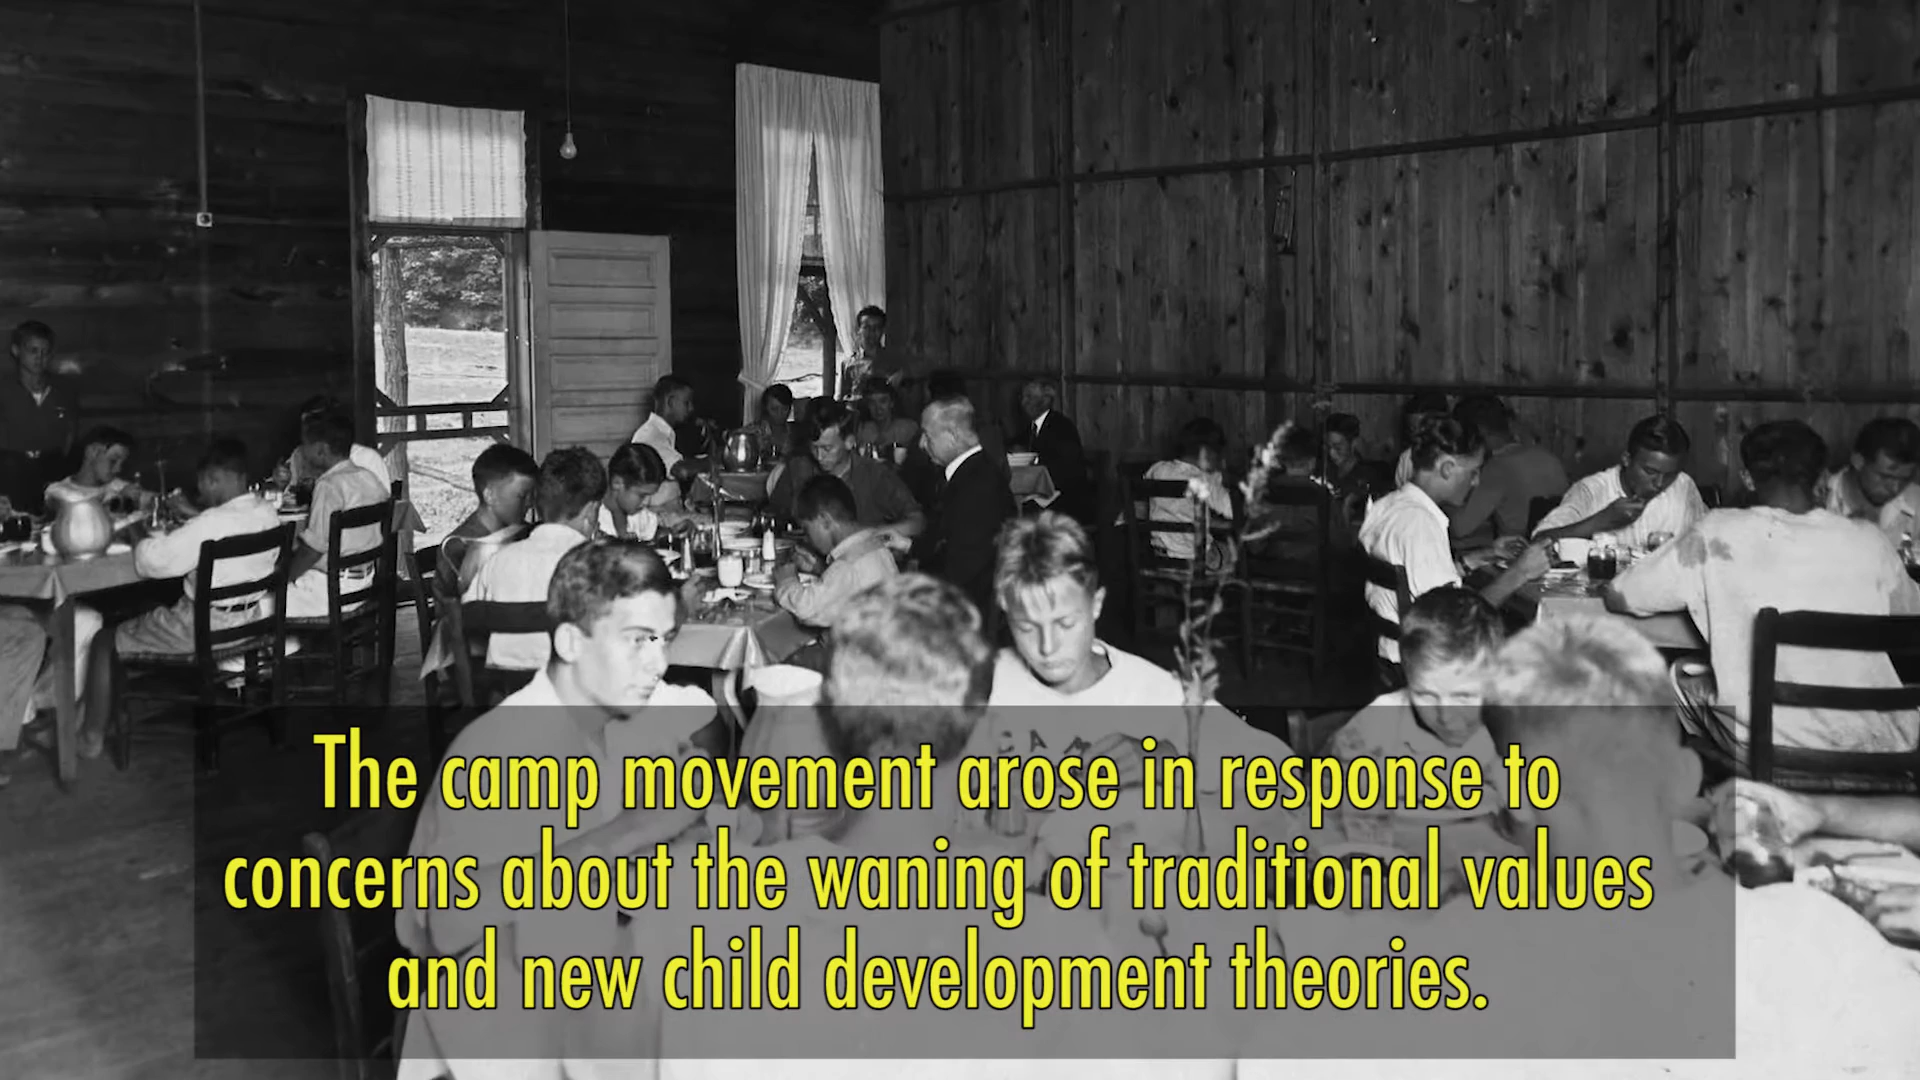 The camp movement arose in response to
concerns about the waning of traditional values
and new child development theories.
CAM